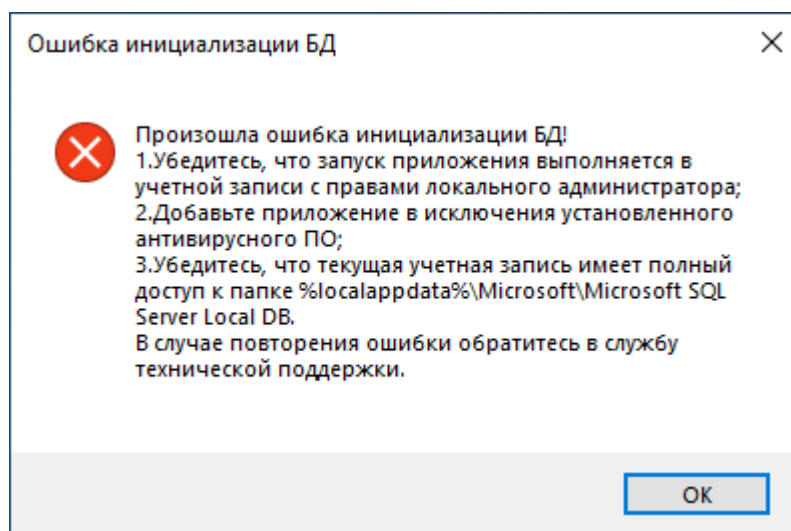 Ошибка инициализации БД
Произошла ошибка инициализации БД!
1.Убедитесь, что запуск приложения выполняется в
учетной записи с правами локального администратора;
2.Добавьте приложение в исключения установленного
антивирусного ПО;
3.Убедитесь, что текущая учетная запись имеет полный
доступ к папке %localappdata%\Microsoft\Microsoft SQL
Server Local DB.
В случае повторения ошибки обратитесь в службу
технической поддержки.
ОК